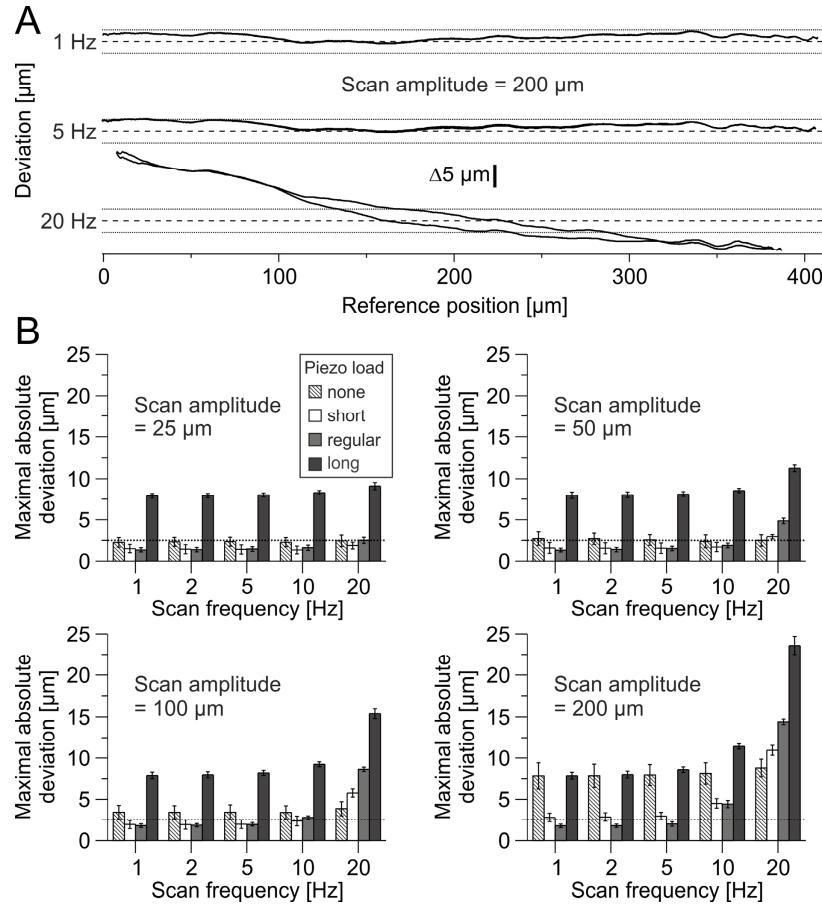 A
Deviation [µm]
1 Hz
Scan amplitude = 200 µm
5 Hz
Δ5 µm
20 Hz
0 100 200 300 400
Reference position [µm]
B
Maximal absolute
deviation [µm]
25
20
15
10
5
0
Scan amplitude
= 25 µm
Piezo load
none
short
regular
long
1 2 5 10 20
Scan frequency [Hz]
Maximal absolute
deviation [µm]
25
20
15
10
5
0
Scan amplitude
= 50 µm
1 2 5 10 20
Scan frequency [Hz]
Maximal absolute
deviation [µm]
25
20
15
10
5
0
Scan amplitude
= 100 µm
1 2 5 10 20
Scan frequency [Hz]
Maximal absolute
deviation [µm]
25
20
15
10
5
0
Scan amplitude
= 200 µm
1 2 5 10 20
Scan frequency [Hz]